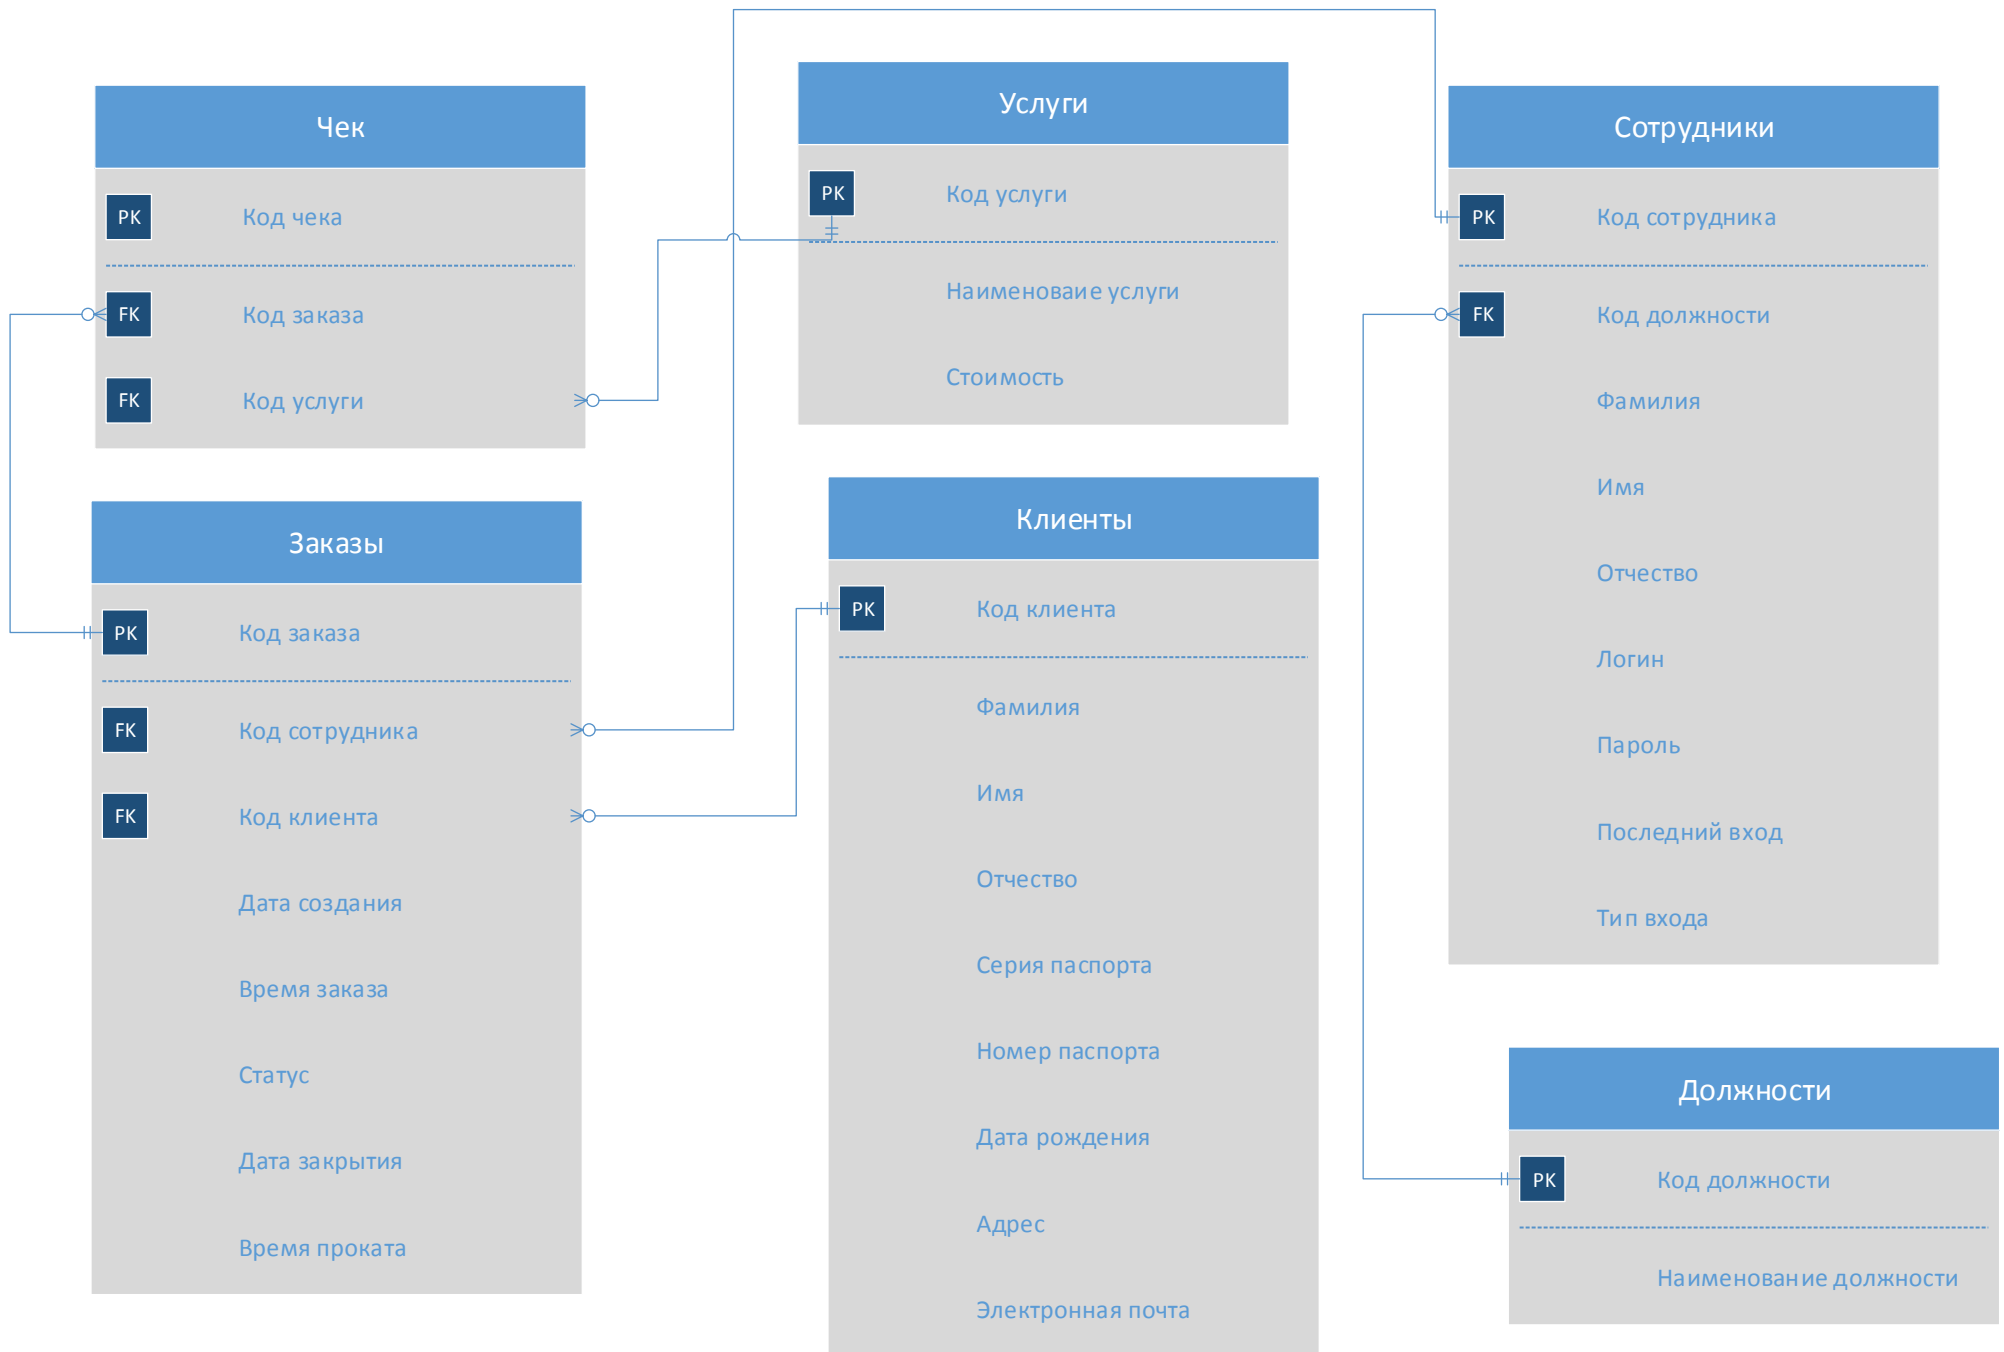 Чек
PK Код чека
FK Код заказа
FK Код услуги
Услуги
PK Код услуги
Наименоваие услуги
Стоимость
Сотрудники
PK Код сотрудника
FK Код должности
Фамилия
Имя
Отчество
Логин
Пароль
Последний вход
Тип входа
Заказы
PK Код заказа
FK Код сотрудника
FK Код клиента
Дата создания
Время заказа
Статус
Дата закрытия
Время проката
Клиенты
PK Код клиента
Фамилия
Имя
Отчество
Серия паспорта
Номер паспорта
Дата рождения
Адрес
Электронная почта
Должности
PK Код должности
Наименование должности